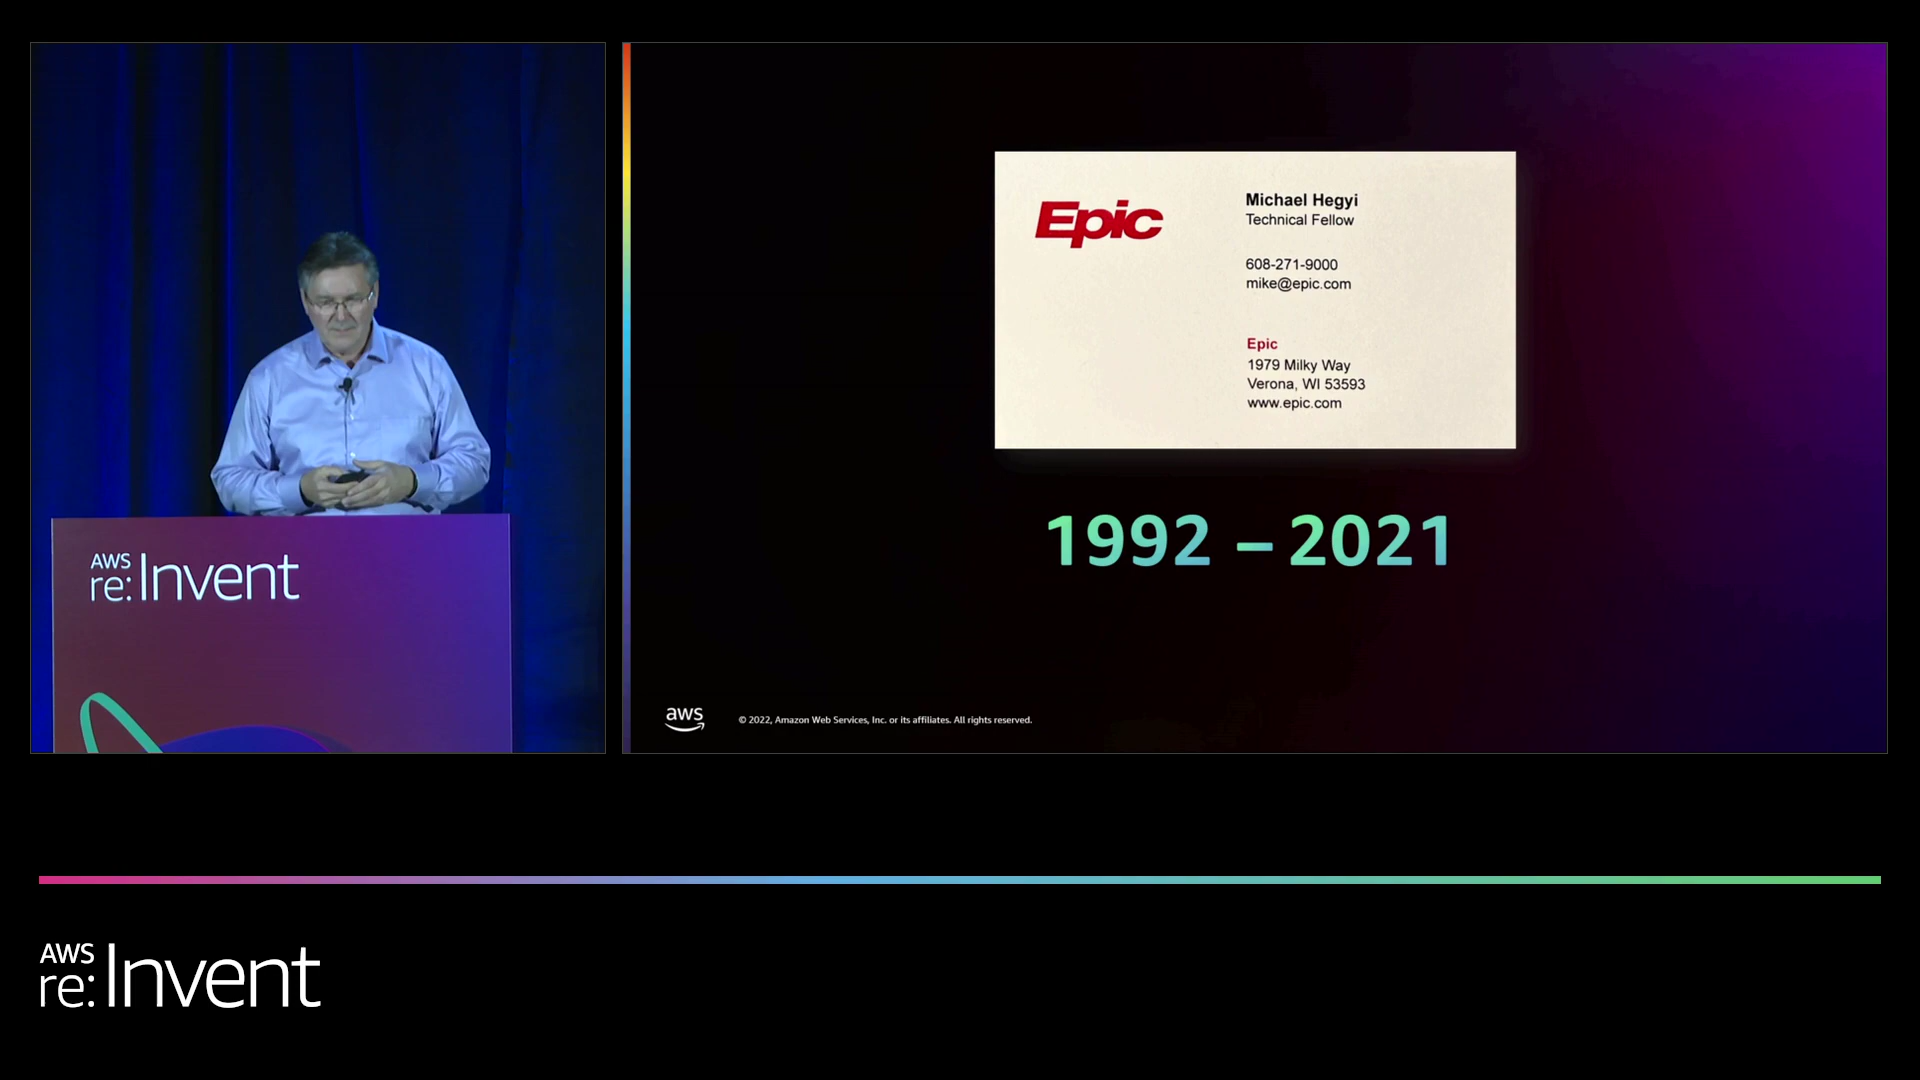 AWS
re:Invent
Epic
Michael Hegyi
Technical Fellow
608-271-9000
mike@epic.com
Epic
1979 Milky Way
Verona, WI 53593
www.epic.com
1992 – 2021
aws
© 2022, Amazon Web Services, Inc. or its affiliates. All rights reserved.
AWS
re:Invent